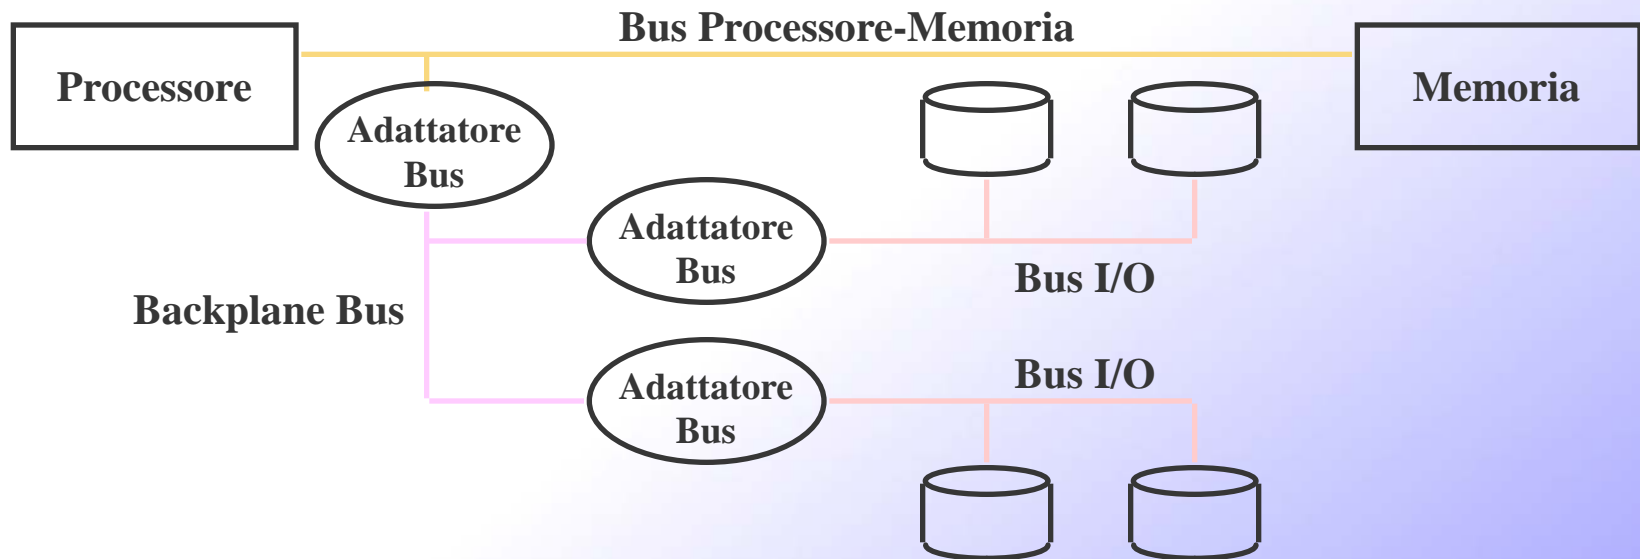 Bus Processore-Memoria
Processore
Memoria
Adattatore
Bus
Adattatore
Bus
Bus I/O
Backplane Bus
Adattatore
Bus
Bus I/O